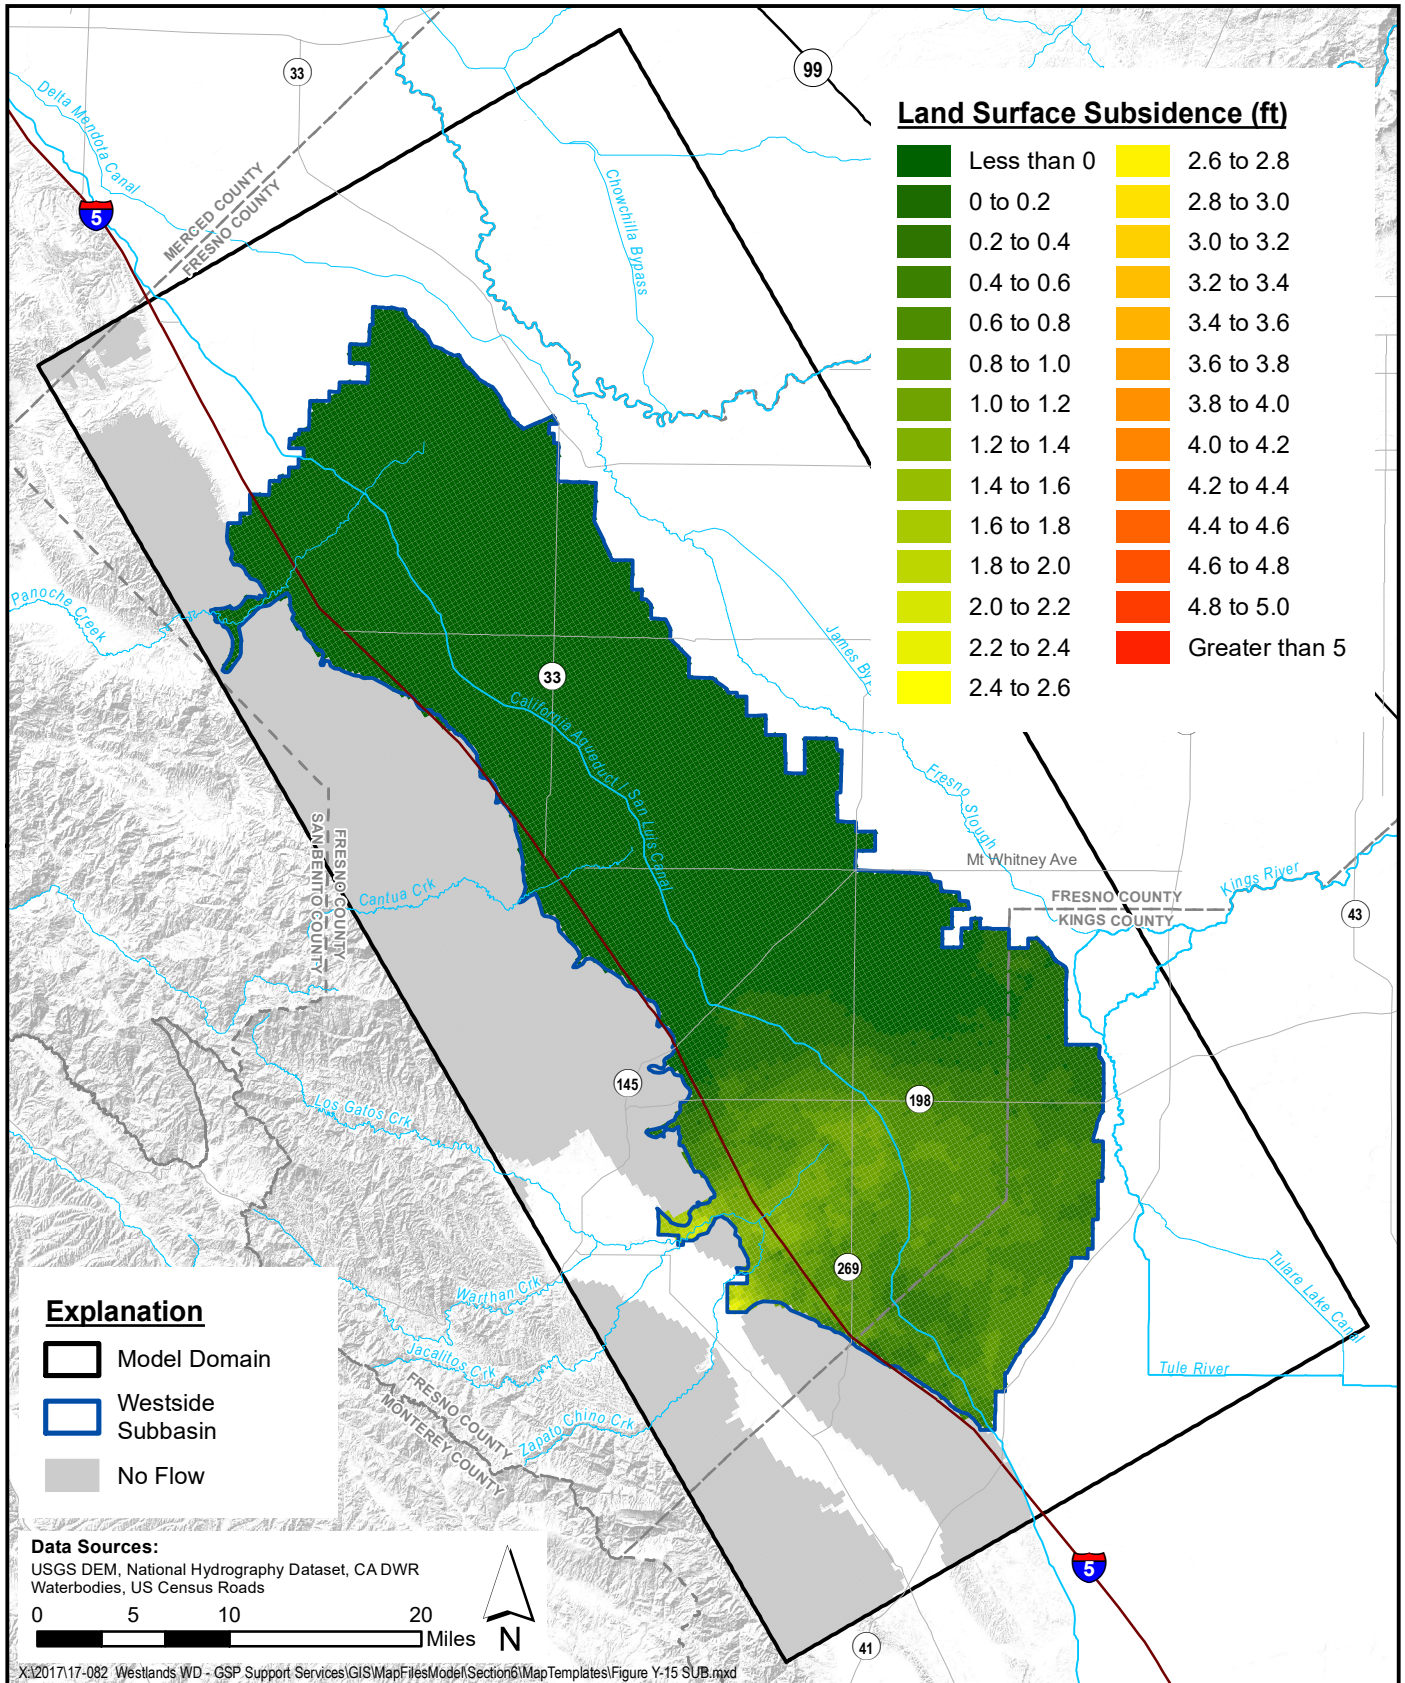 33
99
Delta Mendota Canal
MERCED COUNTY
FRESNO COUNTY
5
Chowchilla Bypass
Land Surface Subsidence (ft)
Less than 0
0 to 0.2
0.2 to 0.4
0.4 to 0.6
0.6 to 0.8
0.8 to 1.0
1.0 to 1.2
1.2 to 1.4
1.4 to 1.6
1.6 to 1.8
1.8 to 2.0
2.0 to 2.2
2.2 to 2.4
2.4 to 2.6
2.6 to 2.8
2.8 to 3.0
3.0 to 3.2
3.2 to 3.4
3.4 to 3.6
3.6 to 3.8
3.8 to 4.0
4.0 to 4.2
4.2 to 4.4
4.4 to 4.6
4.6 to 4.8
4.8 to 5.0
Greater than 5
Panoche Creek
James By
33
California Aqueduct / San Luis Canal
Fresno Slough
SAN BENITO COUNTY
FRESNO COUNTY
Mt Whitney Ave
Kings River
FRESNO COUNTY
KINGS COUNTY
43
Cantua Crk
145
198
Los Gatos Crk
269
Warthan Crk
Jacalitos Crk
Tulare Lake Canal
Tule River
FRESNO COUNTY
MONTEREY COUNTY
Zapato Chino Crk
5
41
Explanation
Model Domain
Westside
Subbasin
No Flow
Data Sources:
USGS DEM, National Hydrography Dataset, CA DWR
Waterbodies, US Census Roads
0 5 10 20
Miles
N
X:\2017\17-082 Westlands WD - GSP Support Services\GIS\MapFilesModel\Section6\MapTemplates\Figure Y-15 SUB.mxd